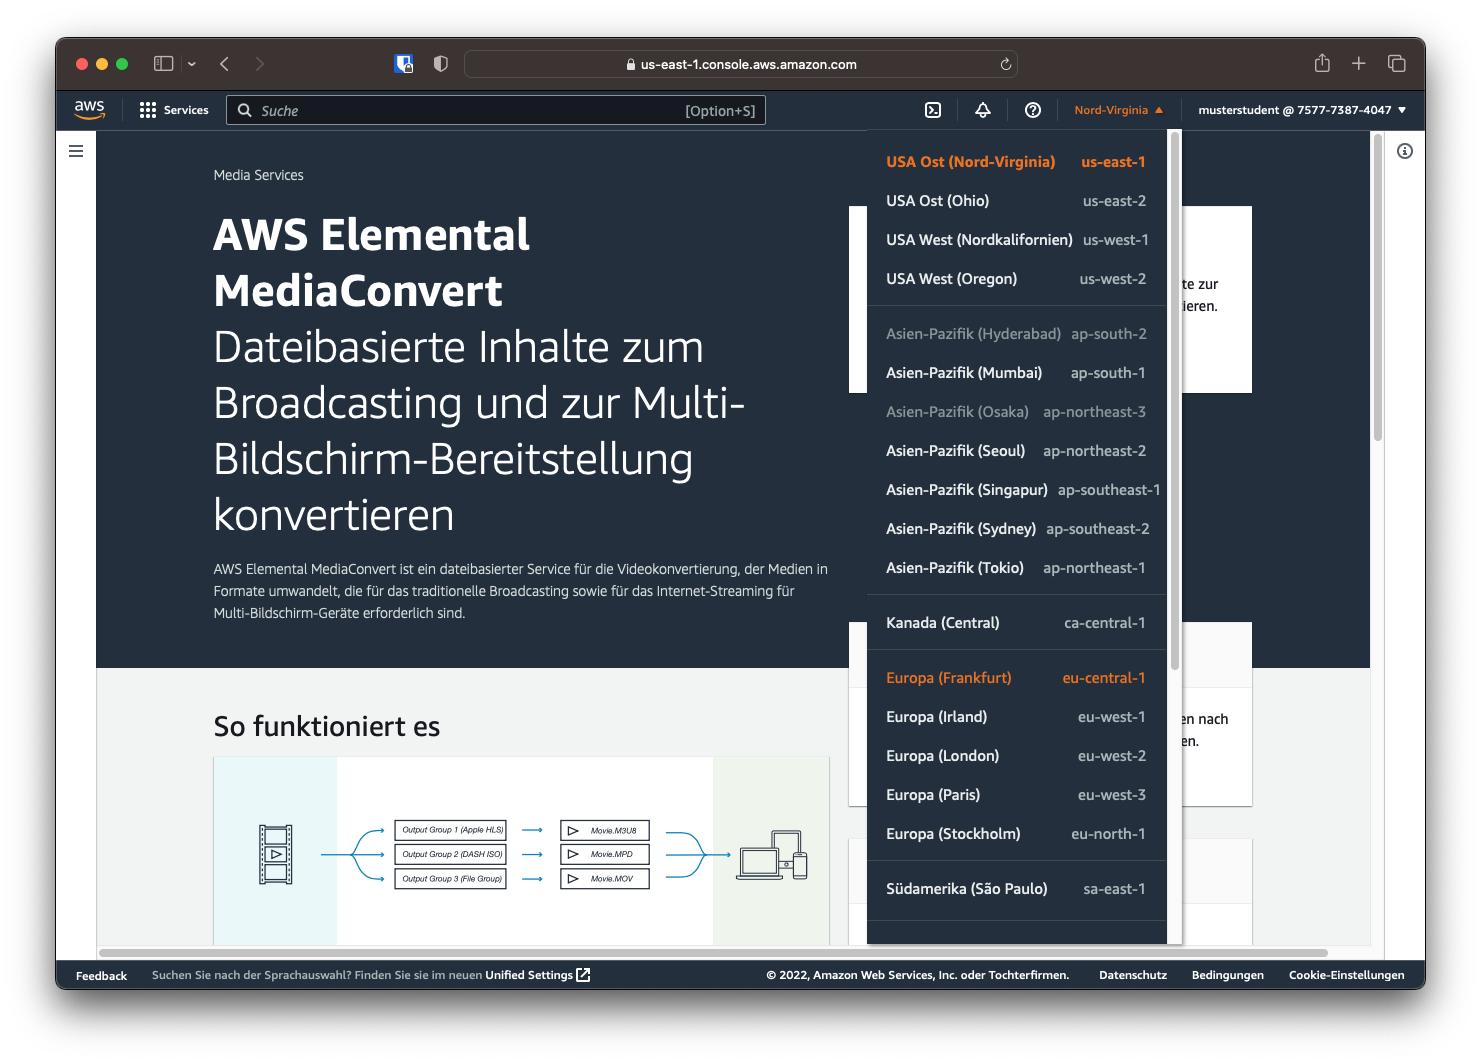 us-east-1.console.aws.amazon.com
aws
Services
Suche
[Option+S]
Nord-Virginia
musterstudent @ 7577-7387-4047
Media Services
AWS Elemental
MediaConvert
Dateibasierte Inhalte zum
Broadcasting und zur Multi-
Bildschirm-Bereitstellung
konvertieren
AWS Elemental MediaConvert ist ein dateibasierter Service für die Videokonvertierung, der Medien in
Formate umwandelt, die für das traditionelle Broadcasting sowie für das Internet-Streaming für
Multi-Bildschirm-Geräte erforderlich sind.
USA Ost (Nord-Virginia) us-east-1
USA Ost (Ohio) us-east-2
USA West (Nordkalifornien) us-west-1
USA West (Oregon) us-west-2
Asien-Pazifik (Hyderabad) ap-south-2
Asien-Pazifik (Mumbai) ap-south-1
Asien-Pazifik (Osaka) ap-northeast-3
Asien-Pazifik (Seoul) ap-northeast-2
Asien-Pazifik (Singapur) ap-southeast-1
Asien-Pazifik (Sydney) ap-southeast-2
Asien-Pazifik (Tokio) ap-northeast-1
Kanada (Central) ca-central-1
Europa (Frankfurt) eu-central-1
Europa (Irland) eu-west-1
Europa (London) eu-west-2
Europa (Paris) eu-west-3
Europa (Stockholm) eu-north-1
Südamerika (São Paulo) sa-east-1
te zur
ieren.
en nach
en.
So funktioniert es
Output Group 1 (Apple HLS)
Movie.M3U8
Output Group 2 (DASH ISO)
Movie.MPD
Output Group 3 (File Group)
Movie.MOV
Feedback
Suchen Sie nach der Sprachauswahl? Finden Sie sie im neuen Unified Settings
© 2022, Amazon Web Services, Inc. oder Tochterfirmen.
Datenschutz
Bedingungen
Cookie-Einstellungen